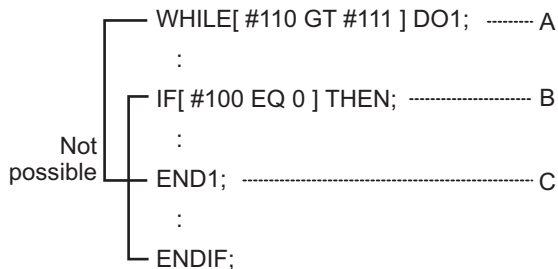 WHILE[ #110 GT #111 ] DO1; A
:
IF[ #100 EQ 0 ] THEN; B
:
Not
possible
END1; C
:
ENDIF;